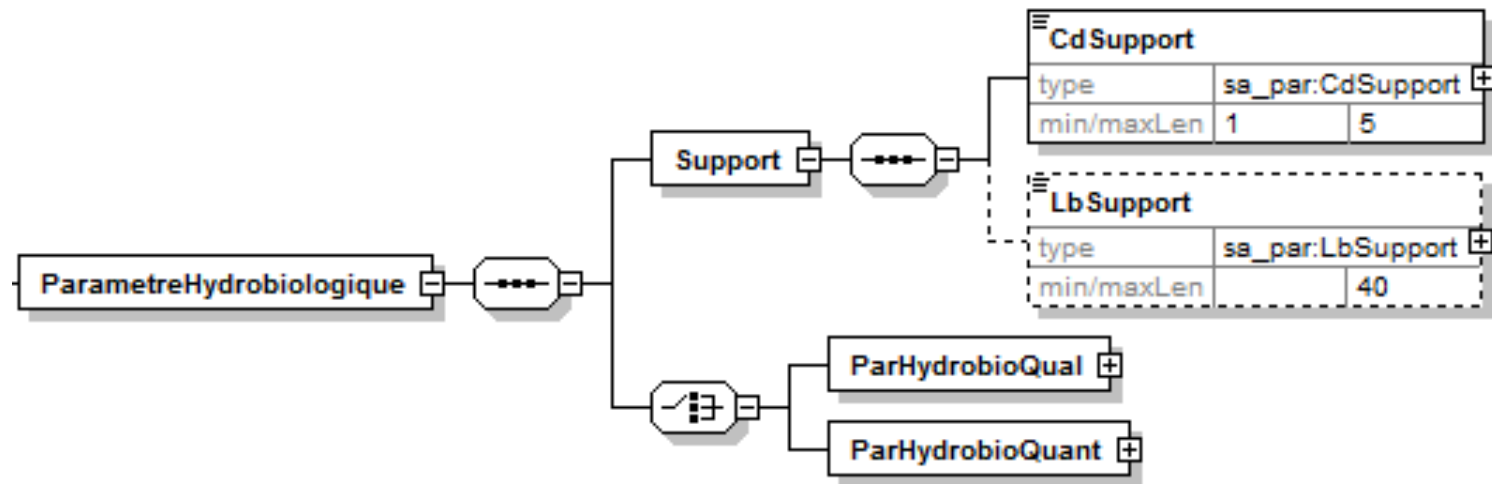 CdSupport
type sa_par:CdSupport
min/maxLen 1 5
Support
LbSupport
type sa_par:LbSupport
min/maxLen 40
ParametreHydrobiologique
ParHydrobioQual
ParHydrobioQuant